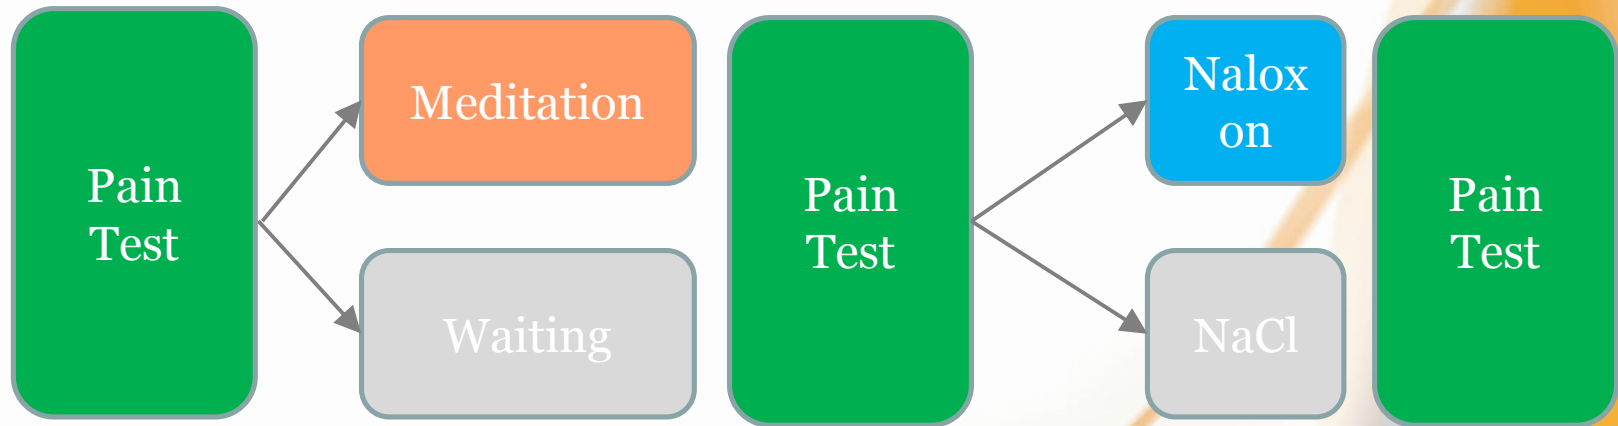 Pain
Test
Meditation
Waiting
Pain
Test
Nalox
on
NaCl
Pain
Test